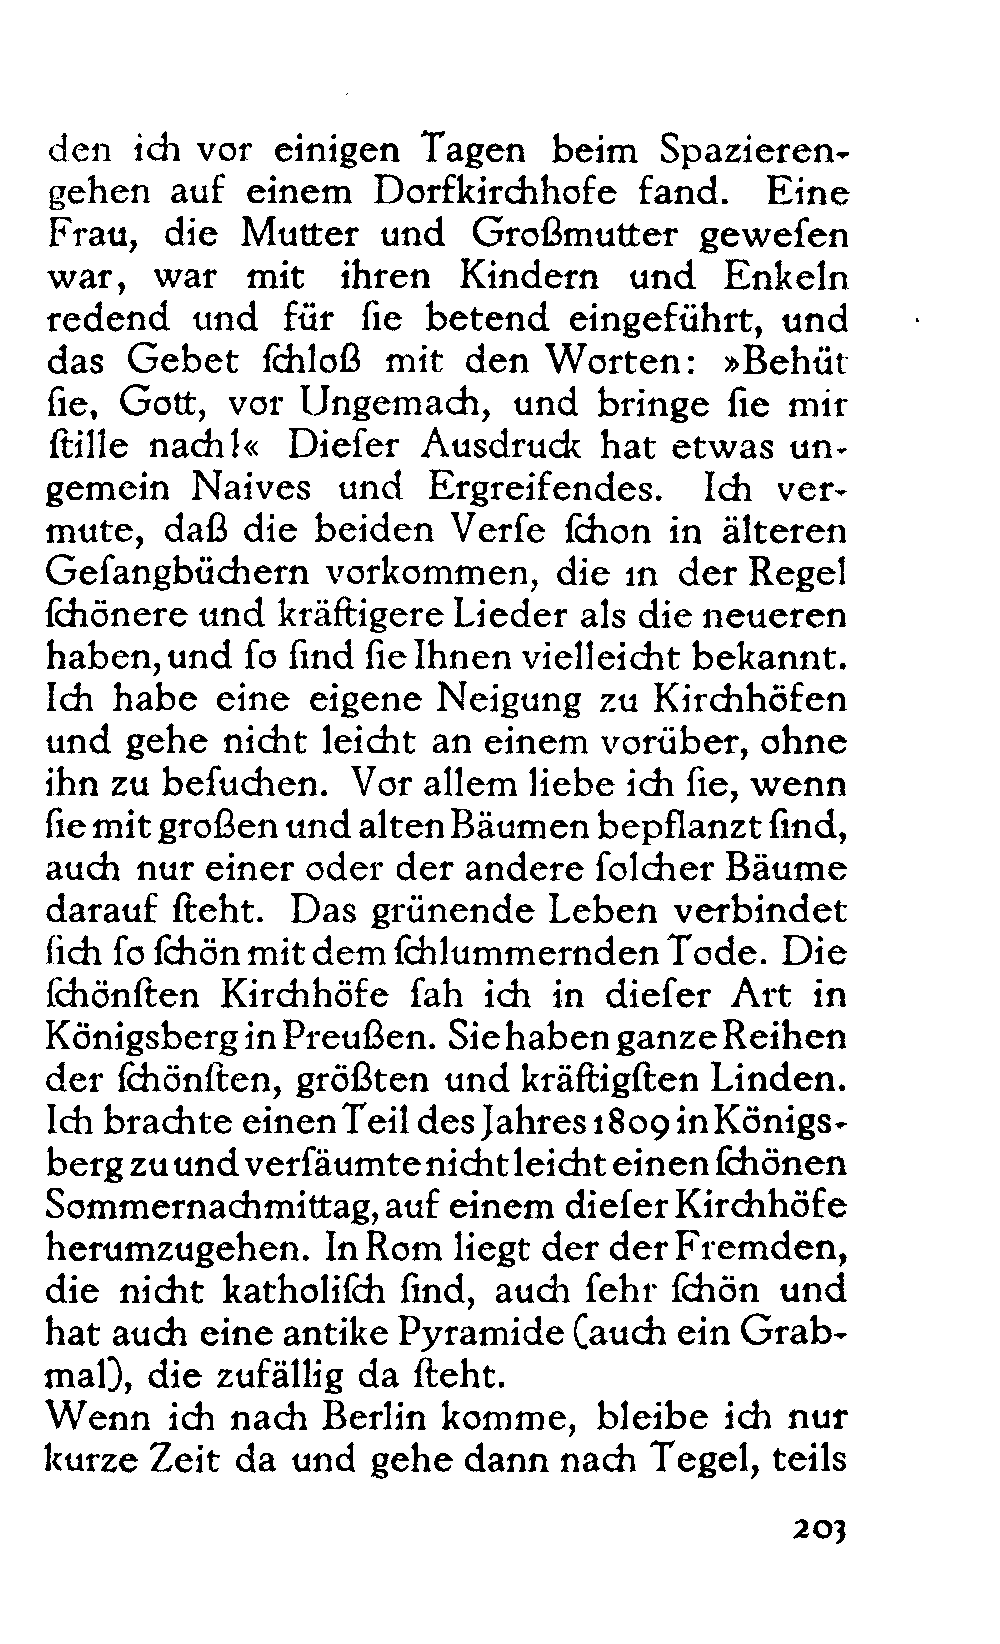 den ich vor einigen Tagen beim Spazieren-
gehen auf einem Dorfkirchhofe fand. Eine
Frau, die Mutter und Großmutter geweſen
war, war mit ihren Kindern und Enkeln
redend und für ſie betend eingeführt, und
das Gebet ſchloß mit den Worten: »Behüt
ſie, Gott, vor Ungemach, und bringe ſie mir
ſtille nach!« Dieſer Ausdruck hat etwas un-
gemein Naives und Ergreifendes. Ich ver-
mute, daß die beiden Verſe ſchon in älteren
Geſangbüchern vorkommen, die in der Regel
ſchönere und kräftigere Lieder als die neueren
haben, und ſo ſind ſie Ihnen vielleicht bekannt.
Ich habe eine eigene Neigung zu Kirchhöfen
und gehe nicht leicht an einem vorüber, ohne
ihn zu beſuchen. Vor allem liebe ich ſie, wenn
ſie mit großen und alten Bäumen bepflanzt ſind,
auch nur einer oder der andere ſolcher Bäume
darauf ſteht. Das grünende Leben verbindet
ſich ſo ſchön mit dem ſchlummernden Tode. Die
ſchönſten Kirchhöfe ſah ich in dieſer Art in
Königsberg in Preußen. Sie haben ganze Reihen
der ſchönſten, größten und kräftigſten Linden.
Ich brachte einen Teil des Jahres 1809 in Königs-
berg zu und verſäumte nicht leicht einen ſchönen
Sommernachmittag, auf einem dieſer Kirchhöfe
herumzugehen. In Rom liegt der der Fremden,
die nicht katholiſch ſind, auch ſehr ſchön und
hat auch eine antike Pyramide (auch ein Grab-
mal), die zufällig da ſteht.
Wenn ich nach Berlin komme, bleibe ich nur
kurze Zeit da und gehe dann nach Tegel, teils
203